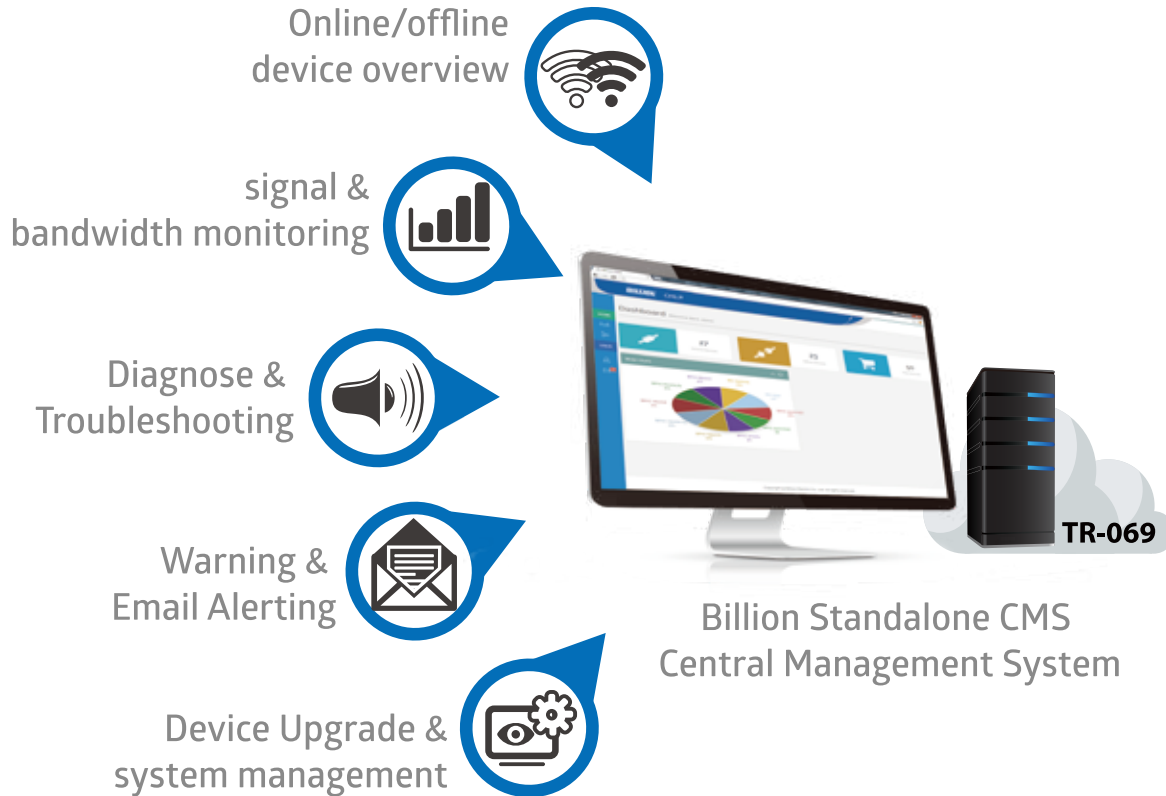 Online/offline
device overview
signal &
bandwidth monitoring
Diagnose &
Troubleshooting
Warning &
Email Alerting
Device Upgrade &
system management
BILLION
Dashboard
TR-069
Billion Standalone CMS
Central Management System